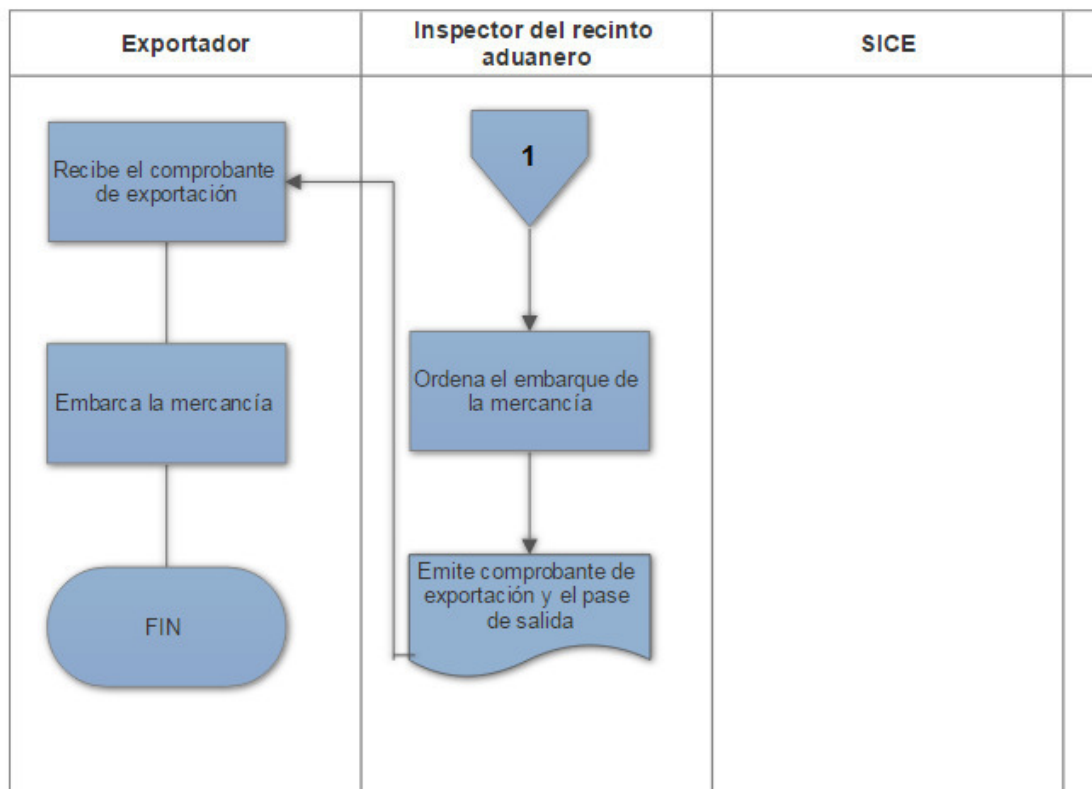 Exportador
Inspector del recinto
aduanero
SICE
Recibe el comprobante
de exportación
1
Embarca la mercancía
Ordena el embarque de
la mercancía
Emite comprobante de
exportación y el pase
de salida
FIN